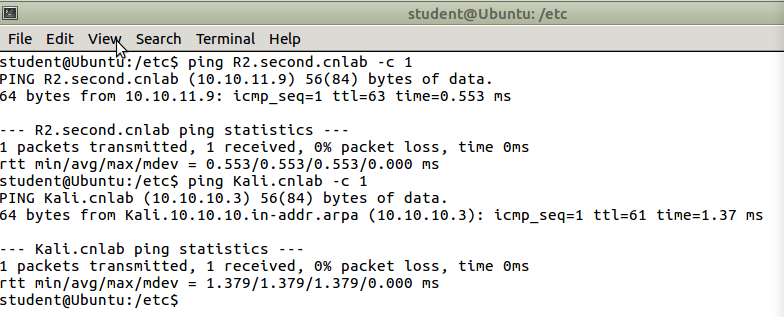 student@Ubuntu: /etc
File Edit View Search Terminal Help
student@Ubuntu:/etc$ ping R2.second.cnlab -c 1
PING R2.second.cnlab (10.10.11.9) 56(84) bytes of data.
64 bytes from 10.10.11.9: icmp_seq=1 ttl=63 time=0.553 ms
--- R2.second.cnlab ping statistics ---
1 packets transmitted, 1 received, 0% packet loss, time 0ms
rtt min/avg/max/mdev = 0.553/0.553/0.553/0.000 ms
student@Ubuntu:/etc$ ping Kali.cnlab -c 1
PING Kali.cnlab (10.10.10.3) 56(84) bytes of data.
64 bytes from Kali.10.10.10.in-addr.arpa (10.10.10.3): icmp_seq=1 ttl=61 time=1.37 ms
--- Kali.cnlab ping statistics ---
1 packets transmitted, 1 received, 0% packet loss, time 0ms
rtt min/avg/max/mdev = 1.379/1.379/1.379/0.000 ms
student@Ubuntu:/etc$